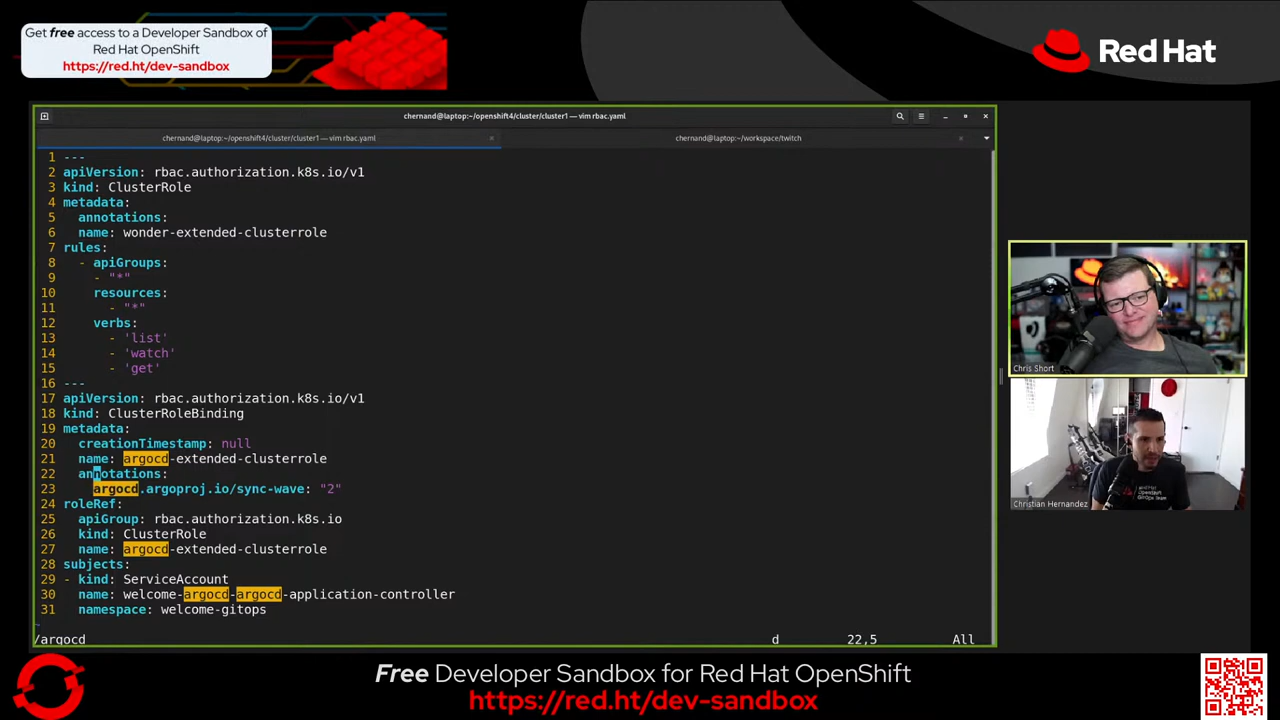 Get free access to a Developer Sandbox of
Red Hat OpenShift
https://red.ht/dev-sandbox
Red Hat
chernand@laptop:~/openshift4/cluster/cluster1 — vim rbac.yaml
chernand@laptop:~/openshift4/cluster/cluster1 — vim rbac.yaml
chernand@laptop:~/workspace/twitch
1 ---
2 apiVersion: rbac.authorization.k8s.io/v1
3 kind: ClusterRole
4 metadata:
5   annotations:
6   name: wonder-extended-clusterrole
7 rules:
8   - apiGroups:
9     - "*"
10     resources:
11       - "*"
12     verbs:
13       - 'list'
14       - 'watch'
15       - 'get'
16 ---
17 apiVersion: rbac.authorization.k8s.io/v1
18 kind: ClusterRoleBinding
19 metadata:
20   creationTimestamp: null
21   name: argocd-extended-clusterrole
22   annotations:
23     argocd.argoproj.io/sync-wave: "2"
24 roleRef:
25   apiGroup: rbac.authorization.k8s.io
26   kind: ClusterRole
27   name: argocd-extended-clusterrole
28 subjects:
29 - kind: ServiceAccount
30   name: welcome-argocd-argocd-application-controller
31   namespace: welcome-gitops
~
/argocd d 22,5 All
Chris Short
Christian Hernandez
Free Developer Sandbox for Red Hat OpenShift
https://red.ht/dev-sandbox